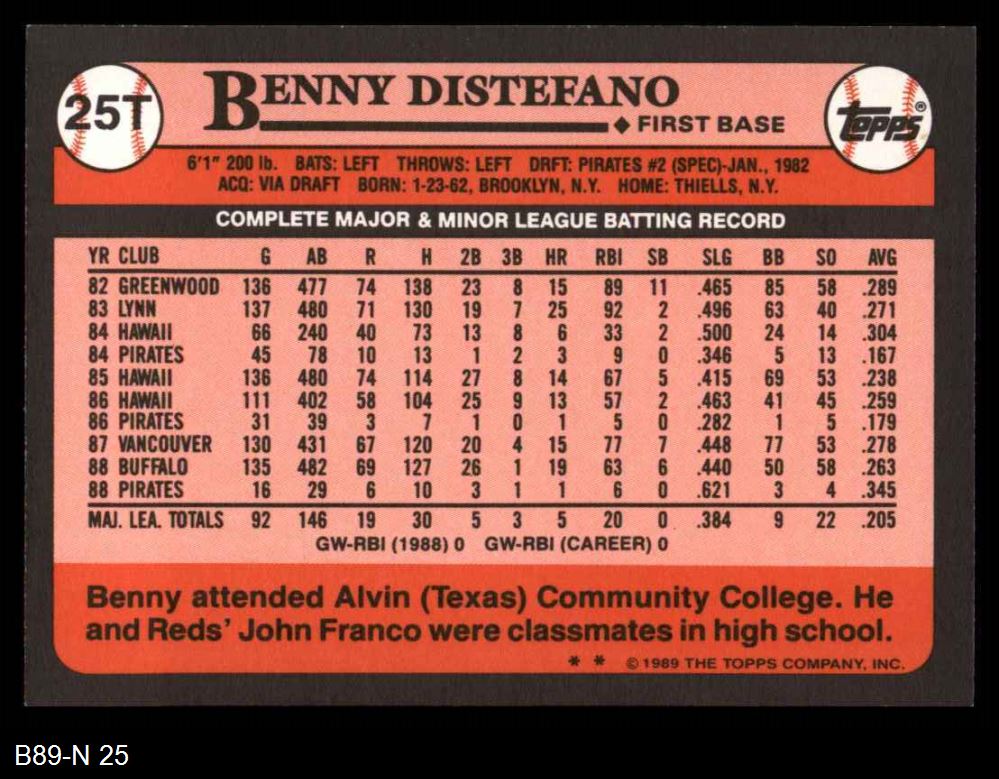 25T
BENNY DISTEFANO
FIRST BASE
TOPPS®
6'1" 200 lb. BATS: LEFT THROWS: LEFT DRFT: PIRATES #2 (SPEC)-JAN., 1982
ACQ: VIA DRAFT BORN: 1-23-62, BROOKLYN, N.Y. HOME: THIELLS, N.Y.
COMPLETE MAJOR & MINOR LEAGUE BATTING RECORD
YR CLUB G AB R H 2B 3B HR RBI SB SLG BB SO AVG
82 GREENWOOD 136 477 74 138 23 8 15 89 11 .465 85 58 .289
83 LYNN 137 480 71 130 19 7 25 92 2 .496 63 40 .271
84 HAWAII 66 240 40 73 13 8 6 33 2 .500 24 14 .304
84 PIRATES 45 78 10 13 1 2 3 9 0 .346 5 13 .167
85 HAWAII 136 480 74 114 27 8 14 67 5 .415 69 53 .238
86 HAWAII 111 402 58 104 25 9 13 57 2 .463 41 45 .259
86 PIRATES 31 39 3 7 1 0 1 5 0 .282 1 5 .179
87 VANCOUVER 130 431 67 120 20 4 15 77 7 .448 77 53 .278
88 BUFFALO 135 482 69 127 26 1 19 63 6 .440 50 58 .263
88 PIRATES 16 29 6 10 3 1 1 6 0 .621 3 4 .345
MAJ. LEA. TOTALS 92 146 19 30 5 3 5 20 0 .384 9 22 .205
GW-RBI (1988) 0 GW-RBI (CAREER) 0
Benny attended Alvin (Texas) Community College. He
and Reds' John Franco were classmates in high school.
* * © 1989 THE TOPPS COMPANY, INC.
B89-N 25